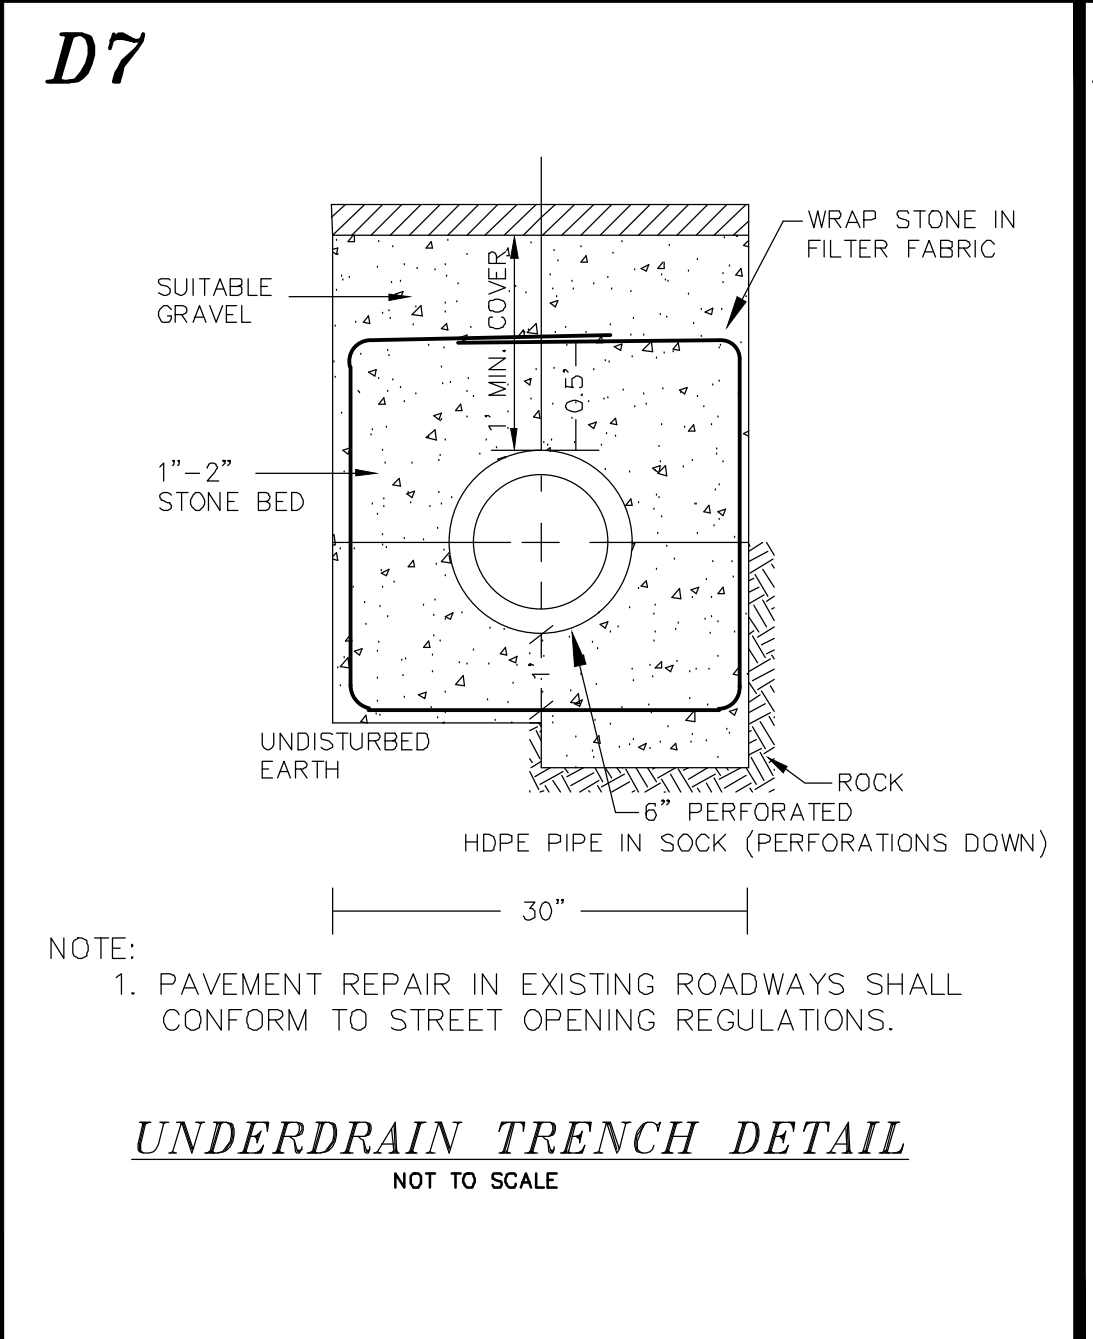 D7
WRAP STONE IN
FILTER FABRIC
SUITABLE
GRAVEL
1' MIN. COVER
0.5'
1"-2"
STONE BED
1'
UNDISTURBED
EARTH
ROCK
6" PERFORATED
HDPE PIPE IN SOCK (PERFORATIONS DOWN)
30"
NOTE:
1. PAVEMENT REPAIR IN EXISTING ROADWAYS SHALL
CONFORM TO STREET OPENING REGULATIONS.
UNDERDRAIN TRENCH DETAIL
NOT TO SCALE